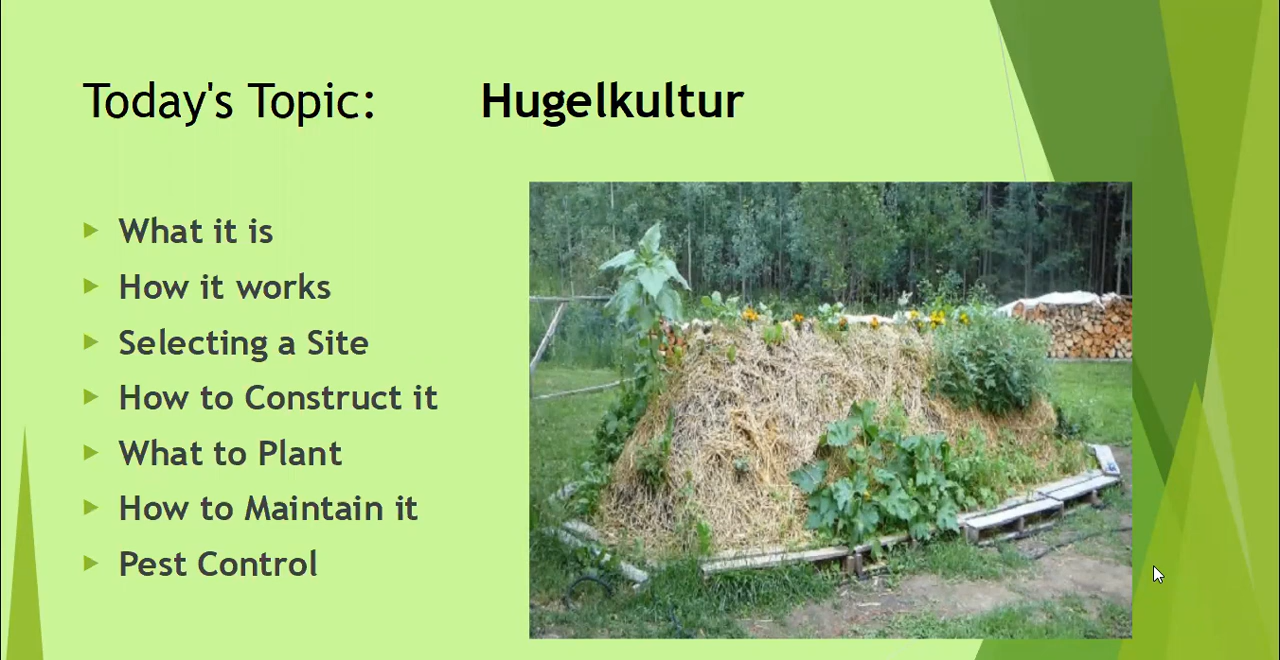 Today's Topic: Hugelkultur
What it is
How it works
Selecting a Site
How to Construct it
What to Plant
How to Maintain it
Pest Control